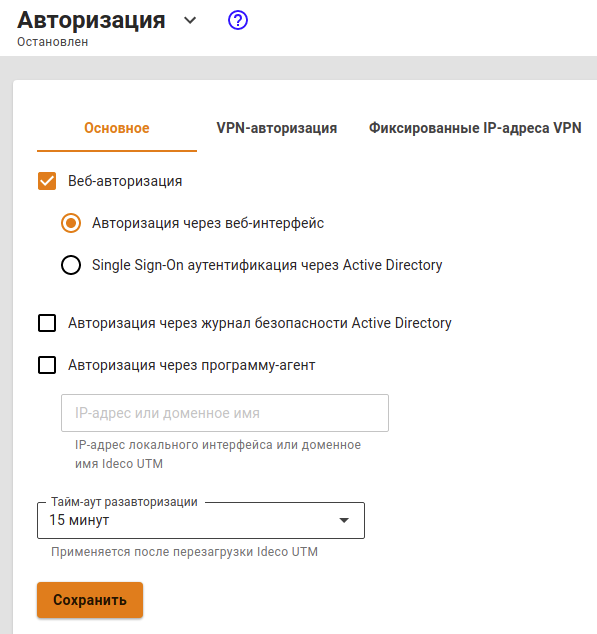 Авторизация
Остановлен
Основное VPN-авторизация Фиксированные IP-адреса VPN
Веб-авторизация
Авторизация через веб-интерфейс
Single Sign-On аутентификация через Active Directory
Авторизация через журнал безопасности Active Directory
Авторизация через программу-агент
IP-адрес или доменное имя
IP-адрес локального интерфейса или доменное
имя Ideco UTM
Тайм-аут разавторизации
15 минут
Применяется после перезагрузки Ideco UTM
Сохранить